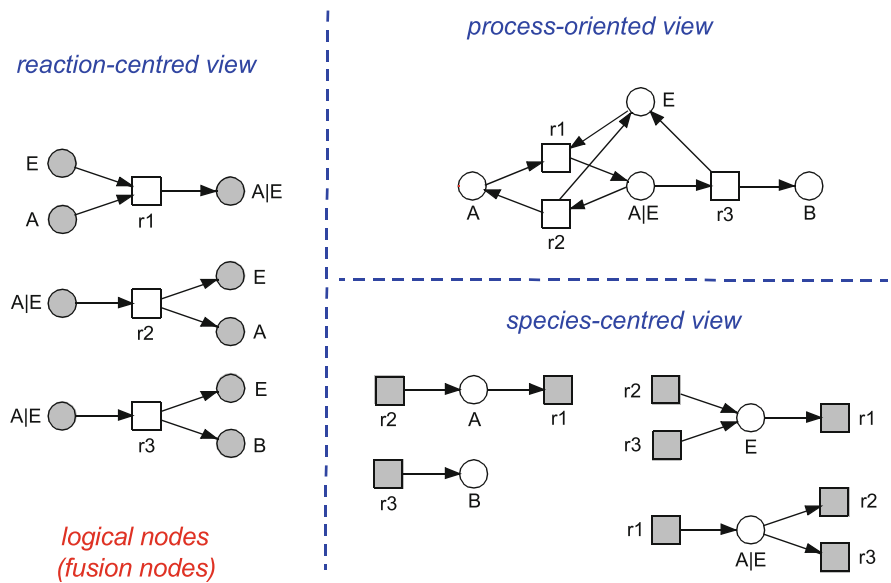 reaction-centred view
E
A
r1
A|E
A|E
r2
E
A
A|E
r3
E
B
logical nodes
(fusion nodes)
process-oriented view
E
r1
A
r2
A|E
r3
B
species-centred view
r2
A
r1
r3
B
r2
r3
E
r1
r1
A|E
r2
r3